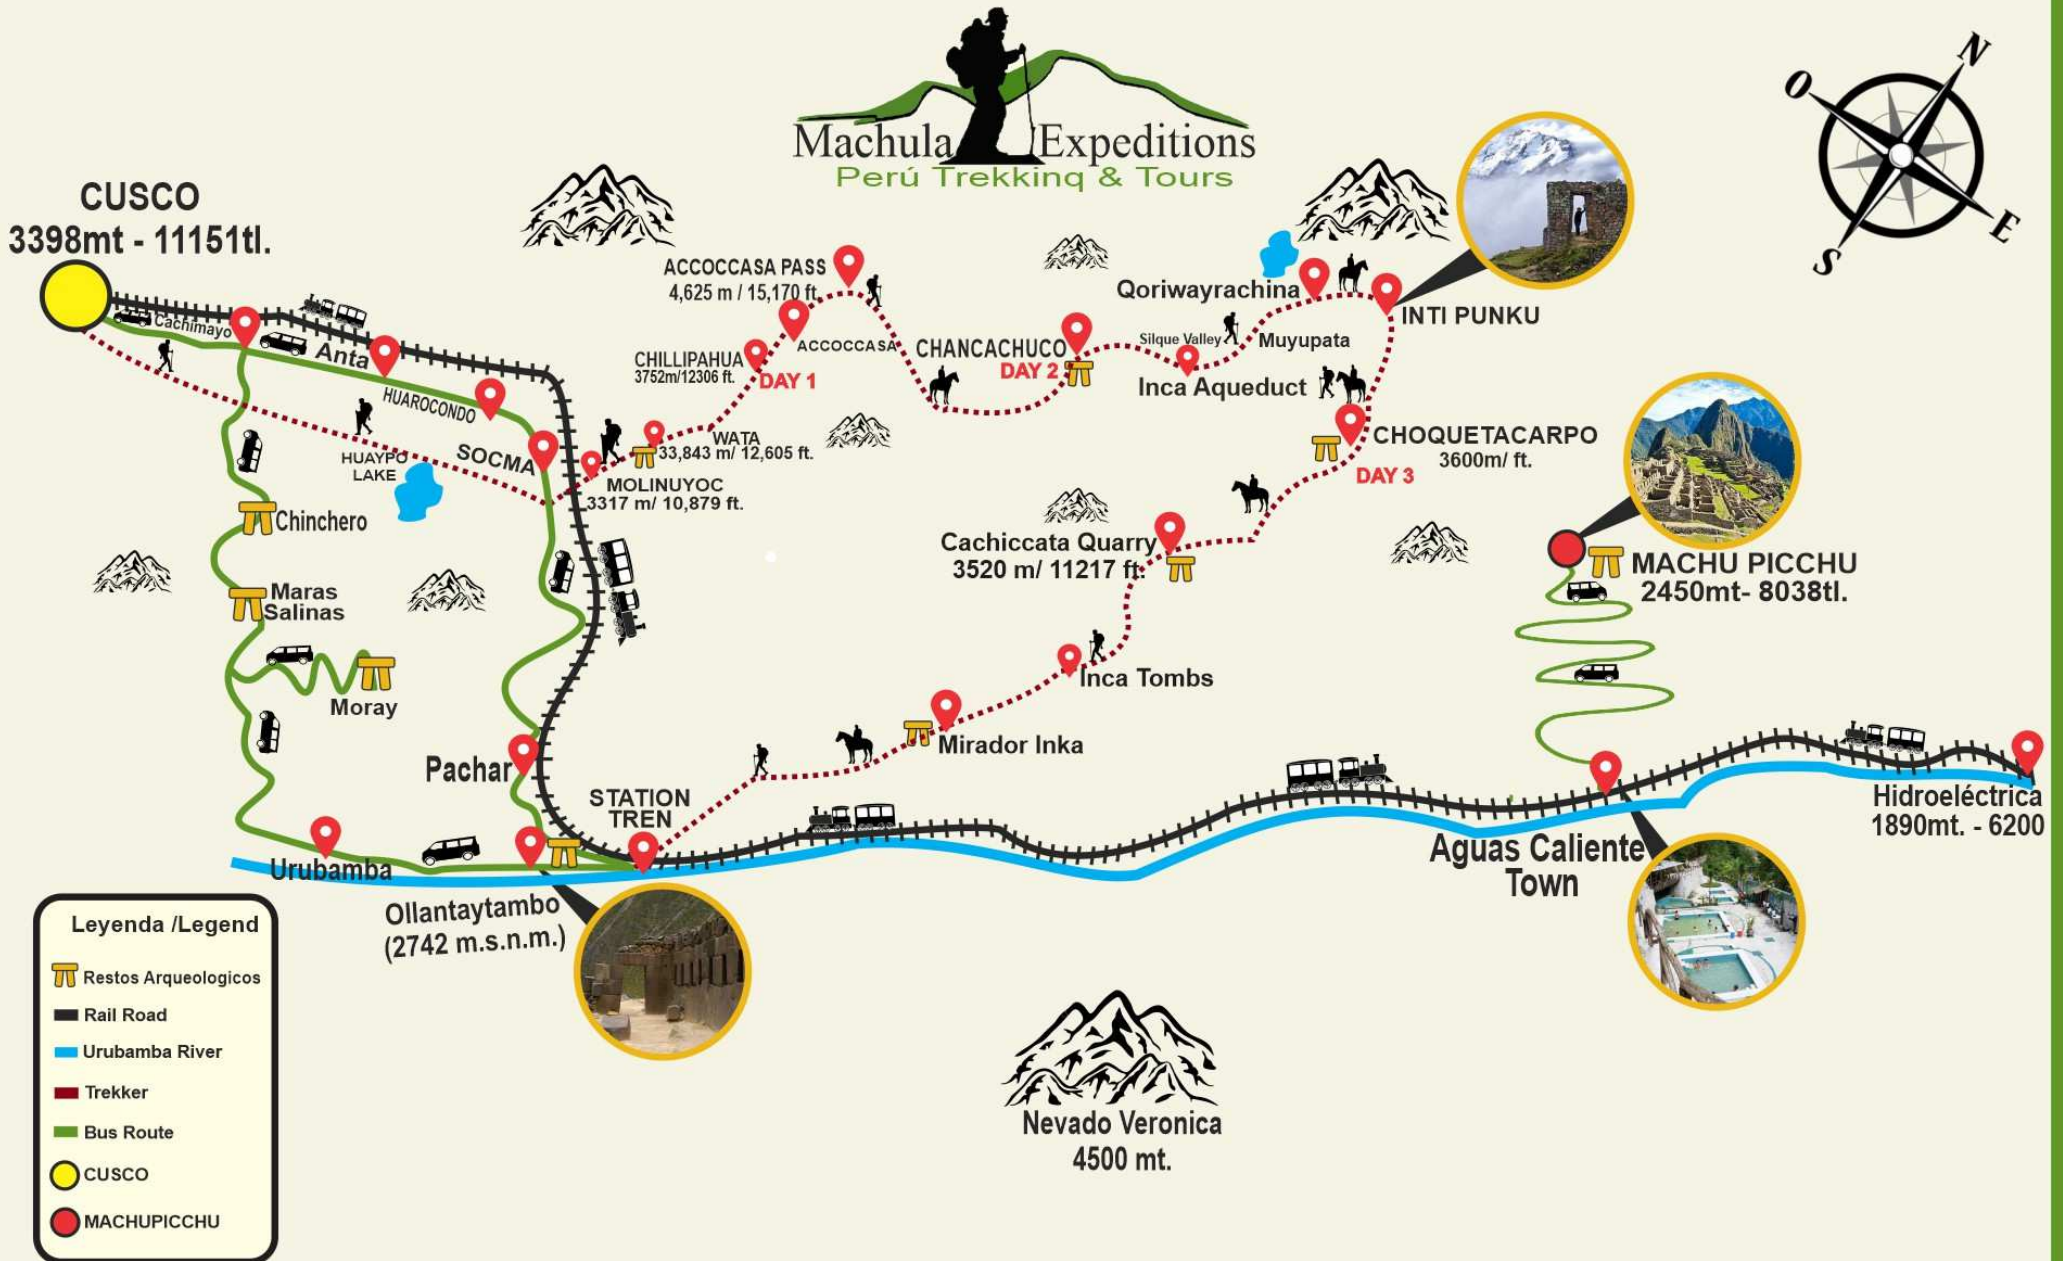 Machula Expeditions
Perú Trekking & Tours
N
O
E
S
CUSCO
3398mt - 11151tl.
Cachimayo
Anta
HUAROCONDO
SOCMA
HUAYPO
LAKE
Chinchero
Maras
Salinas
Moray
Pachar
Urubamba
Ollantaytambo
(2742 m.s.n.m.)
STATION
TREN
MOLINUYOC
3317 m/ 10,879 ft.
WATA
33,843 m/ 12,605 ft.
CHILLIPAHUA
3752m/12306 ft.
DAY 1
ACCOCCASA
ACCOCCASA PASS
4,625 m / 15,170 ft.
CHANCACHUCO
DAY 2
Silque Valley
Inca Aqueduct
Muyupata
Qoriwayrachina
INTI PUNKU
CHOQUETACARPO
3600m/ ft.
DAY 3
Cachiccata Quarry
3520 m/ 11217 ft.
Inca Tombs
Mirador Inka
MACHU PICCHU
2450mt- 8038tl.
Aguas Caliente
Town
Hidroeléctrica
1890mt. - 6200
Nevado Veronica
4500 mt.
Leyenda /Legend
Restos Arqueologicos
Rail Road
Urubamba River
Trekker
Bus Route
CUSCO
MACHUPICCHU